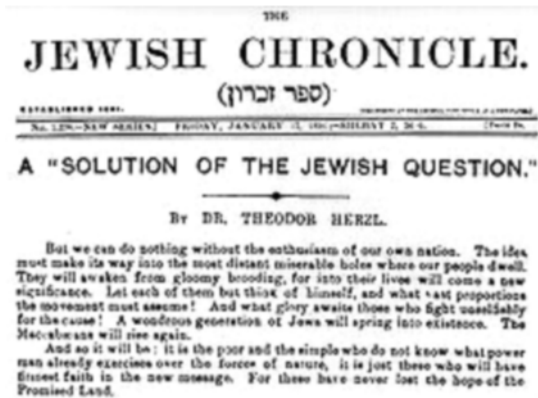 THE
JEWISH CHRONICLE.
(ספר זכרון)
ESTABLISHED 1841.
NEW SERIES.] FRIDAY, JANUARY 17,
A "SOLUTION OF THE JEWISH QUESTION."
BY DR. THEODOR HERZL.
But we can do nothing without the enthusiasm of our own nation. The idea
must make its way into the most distant miserable holes where our people dwell.
They will awaken from gloomy brooding, for into their lives will come a new
significance. Let each of them but think of himself, and what vast proportions
the movement must assume! And what glory awaits those who fight unselfishly
for the cause! A wondrous generation of Jews will spring into existence. The
Maccabæans will rise again.
And so it will be: it is the poor and the simple who do not know what power
man already exercises over the forces of nature, it is just these who will have
firmest faith in the new message. For these have never lost the hope of the
Promised Land.